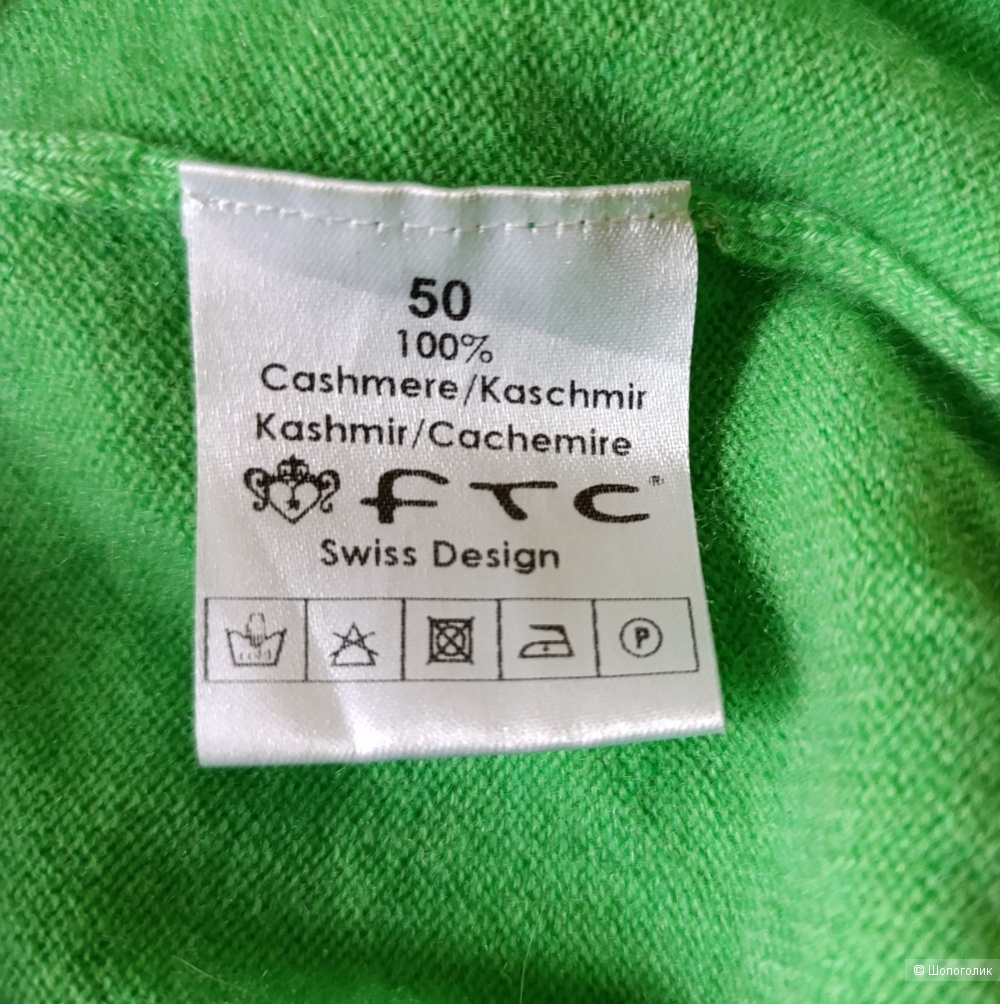 50
100%
Cashmere/Kaschmir
Kashmir/Cachemire
FTC®
Swiss Design
P
© Шопоголик